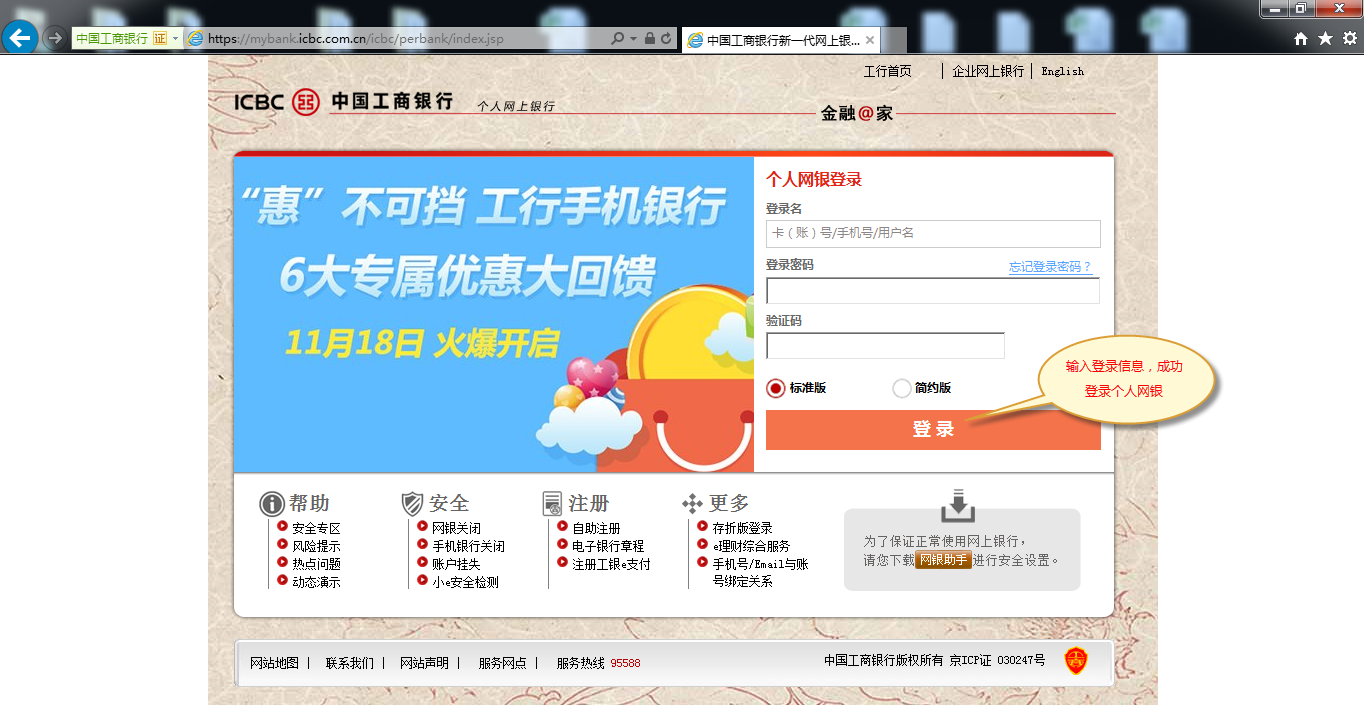 中国工商银行 证
https://mybank.icbc.com.cn/icbc/perbank/index.jsp
中国工商银行新一代网上银...
工行首页 | 企业网上银行 | English
ICBC 中国工商银行 个人网上银行
金融@家
“惠”不可挡 工行手机银行
6大专属优惠大回馈
11月18日 火爆开启
个人网银登录
登录名
卡（账）号/手机号/用户名
登录密码 忘记登录密码？
验证码
标准版 简约版
登录
输入登录信息，成功
登录个人网银
帮助
安全专区
风险提示
热点问题
动态演示
安全
网银关闭
手机银行关闭
账户挂失
小e安全检测
注册
自助注册
电子银行章程
注册工银e支付
更多
存折版登录
e理财综合服务
手机号/Email与账
号绑定关系
为了保证正常使用网上银行，
请您下载 网银助手 进行安全设置。
网站地图 | 联系我们 | 网站声明 | 服务网点 | 服务热线 95588
中国工商银行版权所有 京ICP证 030247号